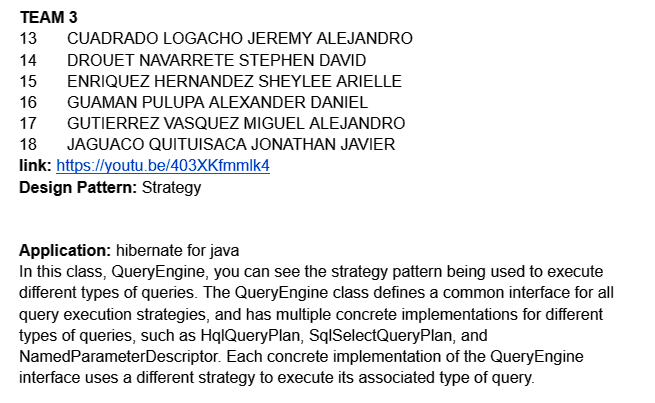 TEAM 3
13 CUADRADO LOGACHO JEREMY ALEJANDRO
14 DROUET NAVARRETE STEPHEN DAVID
15 ENRIQUEZ HERNANDEZ SHEYLEE ARIELLE
16 GUAMAN PULUPA ALEXANDER DANIEL
17 GUTIERREZ VASQUEZ MIGUEL ALEJANDRO
18 JAGUACO QUITUISACA JONATHAN JAVIER
link: https://youtu.be/403XKfmmlk4
Design Pattern: Strategy
Application: hibernate for java
In this class, QueryEngine, you can see the strategy pattern being used to execute
different types of queries. The QueryEngine class defines a common interface for all
query execution strategies, and has multiple concrete implementations for different
types of queries, such as HqlQueryPlan, SqlSelectQueryPlan, and
NamedParameterDescriptor. Each concrete implementation of the QueryEngine
interface uses a different strategy to execute its associated type of query.